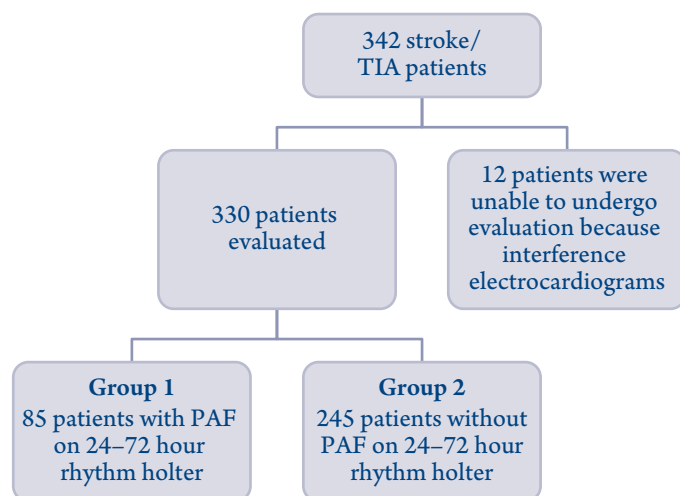 342 stroke/
TIA patients
330 patients
evaluated
12 patients were
unable to undergo
evaluation because
interference
electrocardiograms
Group 1
85 patients with PAF
on 24–72 hour
rhythm holter
Group 2
245 patients without
PAF on 24–72 hour
rhythm holter